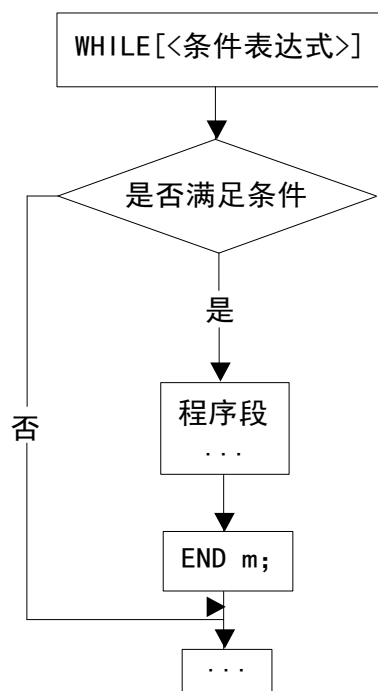 WHILE[<条件表达式>]
是否满足条件
是
否
程序段
...
END m;
...